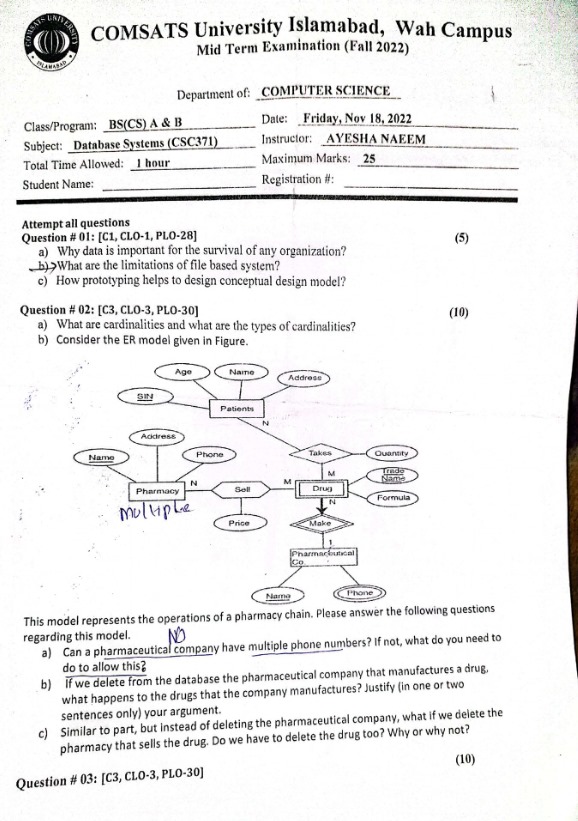 COMSATS UNIVERSITY
ISLAMABAD
COMSATS University Islamabad, Wah Campus
Mid Term Examination (Fall 2022)
Department of: COMPUTER SCIENCE
Class/Program: BS(CS) A & B
Date: Friday, Nov 18, 2022
Subject: Database Systems (CSC371)
Instructor: AYESHA NAEEM
Total Time Allowed: 1 hour
Maximum Marks: 25
Student Name:
Registration #:
Attempt all questions
Question # 01: [C1, CLO-1, PLO-28] (5)
a) Why data is important for the survival of any organization?
b) What are the limitations of file based system?
c) How prototyping helps to design conceptual design model?
Question # 02: [C3, CLO-3, PLO-30] (10)
a) What are cardinalities and what are the types of cardinalities?
b) Consider the ER model given in Figure.
Age
Name
Address
SIN
Patients
N
Address
Name
Phone
Takes
Quantity
M
Trade
Name
Pharmacy
N
Sell
M
Drug
Formula
multiple
N
Price
Make
1
Pharmaceutical
Co.
Name
Phone
This model represents the operations of a pharmacy chain. Please answer the following questions
regarding this model.
NO
a) Can a pharmaceutical company have multiple phone numbers? If not, what do you need to
do to allow this?
b) If we delete from the database the pharmaceutical company that manufactures a drug,
what happens to the drugs that the company manufactures? Justify (in one or two
sentences only) your argument.
c) Similar to part, but instead of deleting the pharmaceutical company, what if we delete the
pharmacy that sells the drug. Do we have to delete the drug too? Why or why not?
Question # 03: [C3, CLO-3, PLO-30] (10)